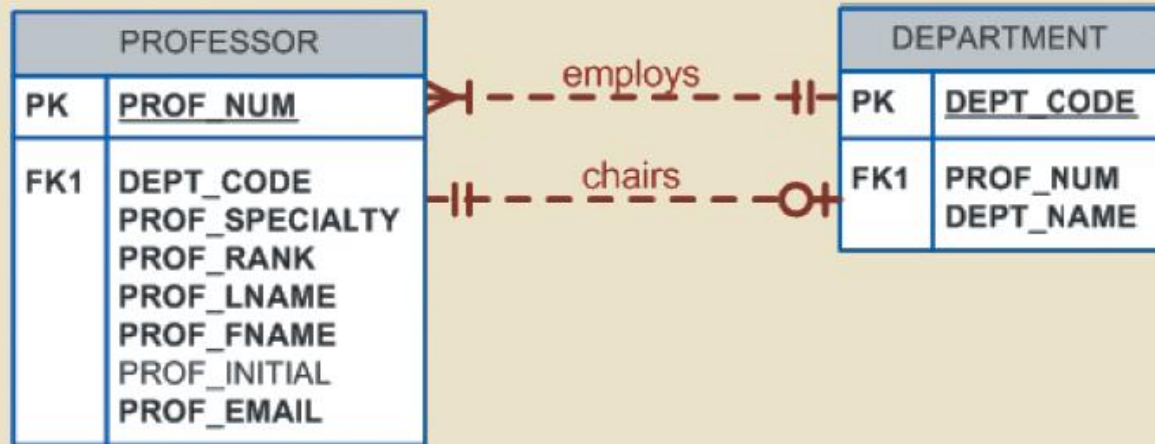 PROFESSOR
PK PROF_NUM
FK1 DEPT_CODE
PROF_SPECIALTY
PROF_RANK
PROF_LNAME
PROF_FNAME
PROF_INITIAL
PROF_EMAIL
employs
chairs
DEPARTMENT
PK DEPT_CODE
FK1 PROF_NUM
DEPT_NAME